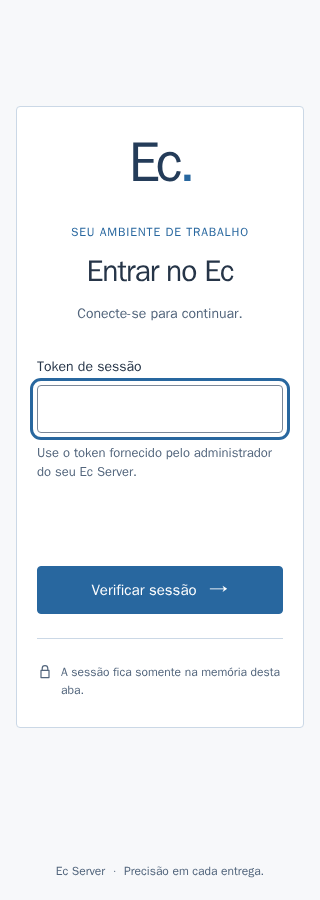 Ec.
SEU AMBIENTE DE TRABALHO
Entrar no Ec
Conecte-se para continuar.
Token de sessão
Use o token fornecido pelo administrador
do seu Ec Server.
Verificar sessão →
A sessão fica somente na memória desta
aba.
Ec Server · Precisão em cada entrega.